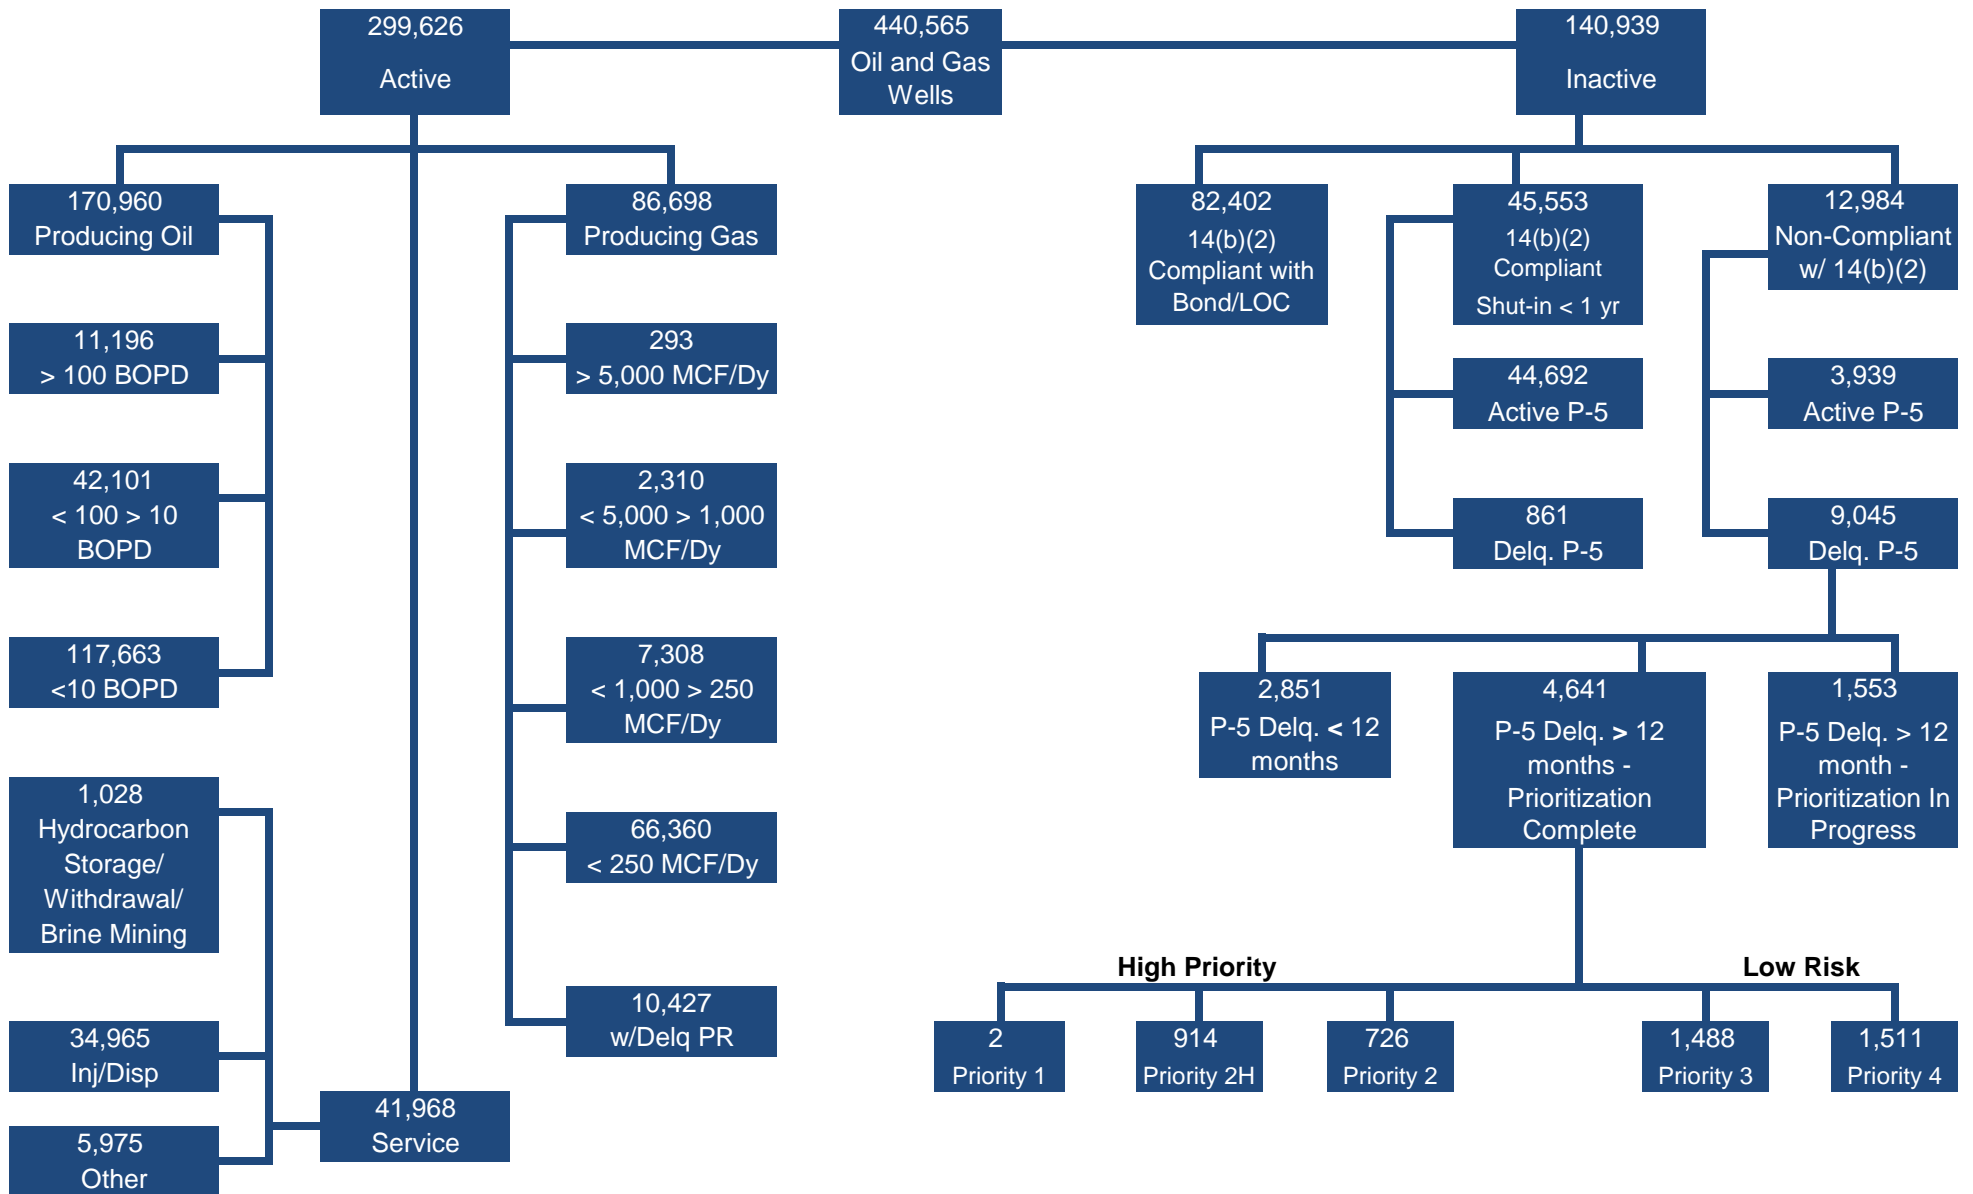 299,626
Active
440,565
Oil and Gas
Wells
140,939
Inactive
170,960
Producing Oil
11,196
> 100 BOPD
42,101
< 100 > 10
BOPD
117,663
<10 BOPD
1,028
Hydrocarbon
Storage/
Withdrawal/
Brine Mining
34,965
Inj/Disp
5,975
Other
41,968
Service
86,698
Producing Gas
293
> 5,000 MCF/Dy
2,310
< 5,000 > 1,000
MCF/Dy
7,308
< 1,000 > 250
MCF/Dy
66,360
< 250 MCF/Dy
10,427
w/Delq PR
82,402
14(b)(2)
Compliant with
Bond/LOC
45,553
14(b)(2)
Compliant
Shut-in < 1 yr
44,692
Active P-5
861
Delq. P-5
12,984
Non-Compliant
w/ 14(b)(2)
3,939
Active P-5
9,045
Delq. P-5
2,851
P-5 Delq. < 12
months
4,641
P-5 Delq. > 12
months -
Prioritization
Complete
1,553
P-5 Delq. > 12
month -
Prioritization In
Progress
High Priority
Low Risk
2
Priority 1
914
Priority 2H
726
Priority 2
1,488
Priority 3
1,511
Priority 4